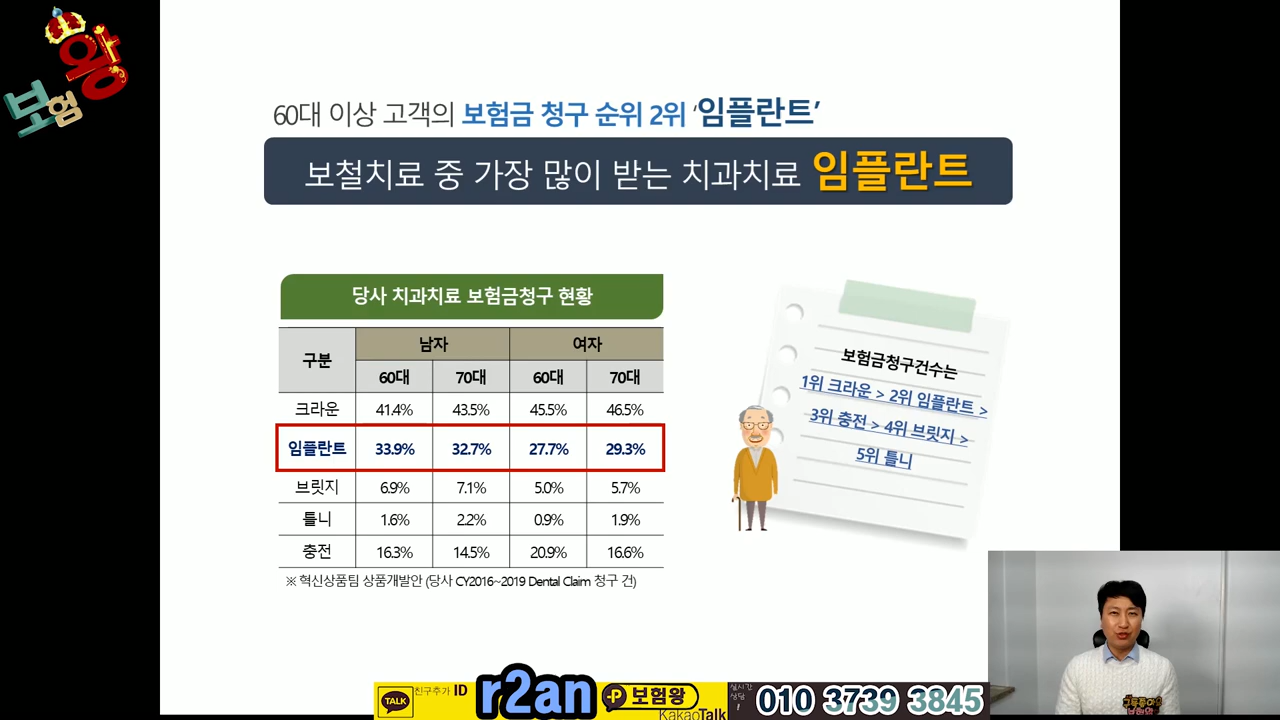 보험왕
60대 이상 고객의 보험금 청구 순위 2위 ‘임플란트’
보철치료 중 가장 많이 받는 치과치료 임플란트
당사 치과치료 보험금청구 현황
구분 남자 여자
60대 70대 60대 70대
크라운 41.4% 43.5% 45.5% 46.5%
임플란트 33.9% 32.7% 27.7% 29.3%
브릿지 6.9% 7.1% 5.0% 5.7%
틀니 1.6% 2.2% 0.9% 1.9%
충전 16.3% 14.5% 20.9% 16.6%
※ 혁신상품팀 상품개발안 (당사 CY2016~2019 Dental Claim 청구 건)
보험금청구건수는
1위 크라운 > 2위 임플란트 >
3위 충전 > 4위 브릿지 >
5위 틀니
TALK 친구추가 ID r2an P 보험왕 KakaoTalk
실시간 상담 ! 010 3739 3845